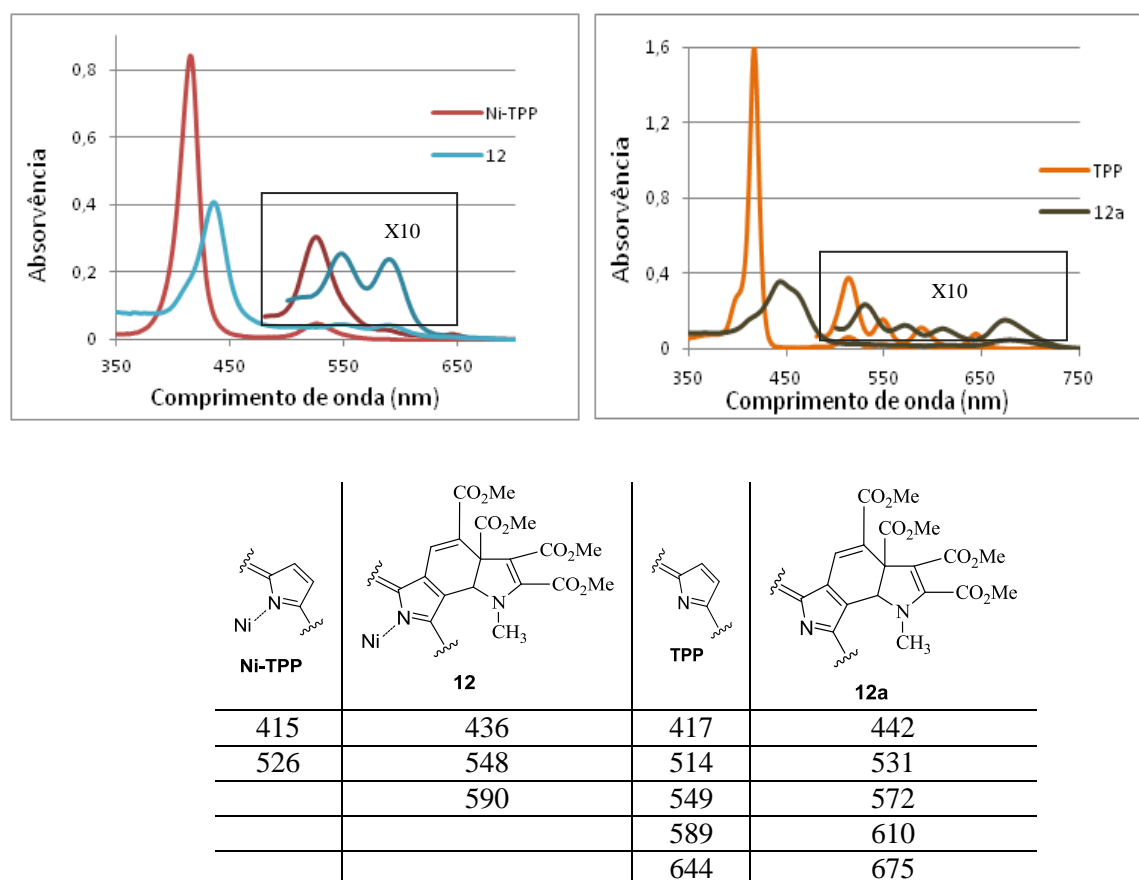 0,8
0,6
0,4
0,2
0
Absorvência
350
450
550
650
Comprimento de onda (nm)
Ni-TPP
12
X10
1,6
1,2
0,8
0,4
0
Absorvência
350
450
550
650
750
Comprimento de onda (nm)
TPP
12a
X10
N
Ni
Ni-TPP
CO2Me
CO2Me
CO2Me
CO2Me
N
N
CH3
Ni
12
N
TPP
CO2Me
CO2Me
CO2Me
CO2Me
N
N
CH3
12a
415 436 417 442
526 548 514 531
590 549 572
589 610
644 675